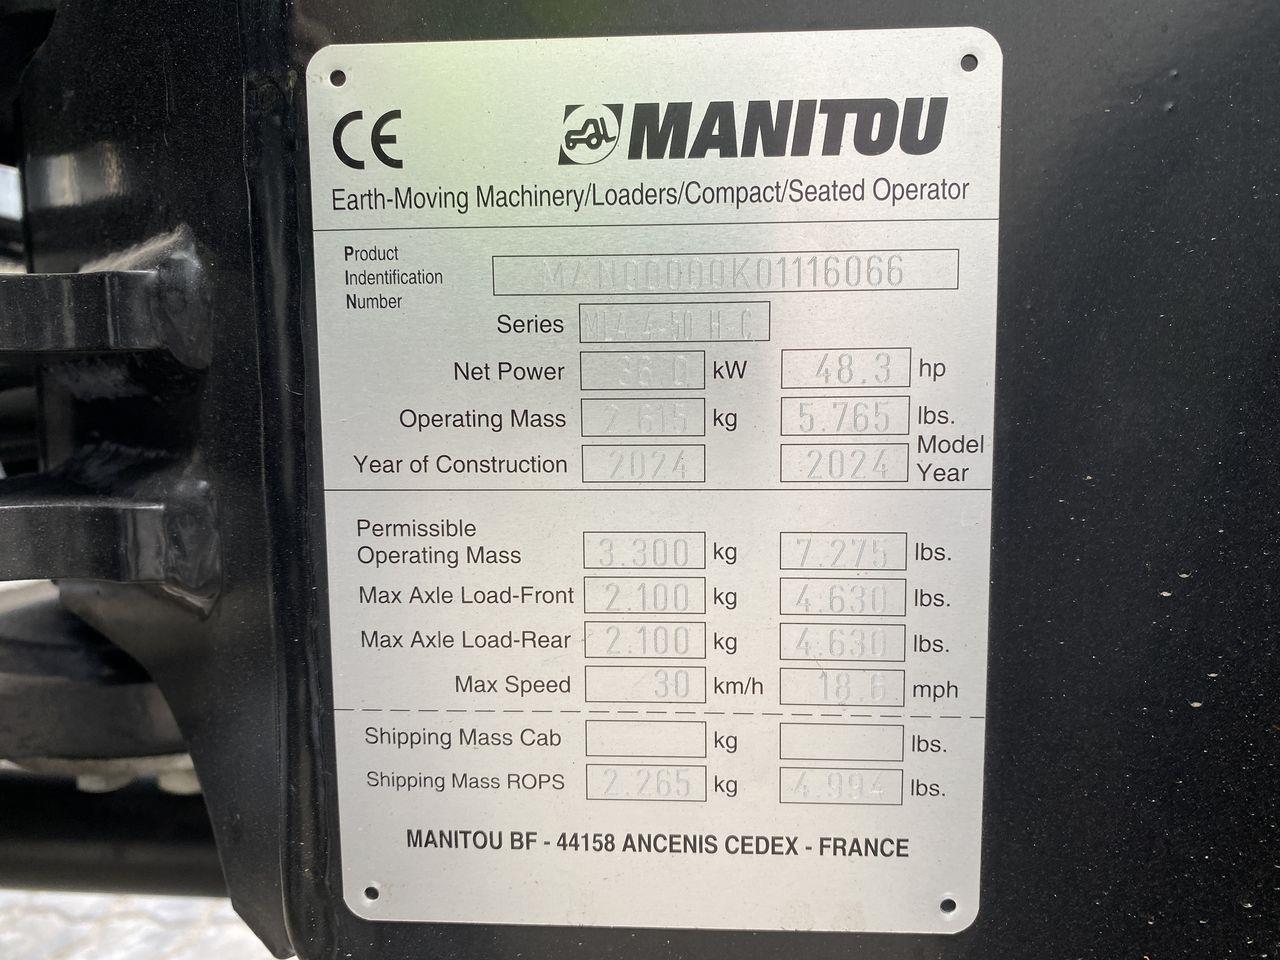 CE MANITOU
Earth-Moving Machinery/Loaders/Compact/Seated Operator
Product
Indentification
Number
MAN00000K01116066
Series MLA 4-50 H-C
Net Power 36.0 kW 48.3 hp
Operating Mass 2.615 kg 5.765 lbs.
Year of Construction 2024 2024 Model
Year
Permissible
Operating Mass 3.300 kg 7.275 lbs.
Max Axle Load-Front 2.100 kg 4.630 lbs.
Max Axle Load-Rear 2.100 kg 4.630 lbs.
Max Speed 30 km/h 18.6 mph
Shipping Mass Cab kg lbs.
Shipping Mass ROPS 2.265 kg 4.994 lbs.
MANITOU BF - 44158 ANCENIS CEDEX - FRANCE